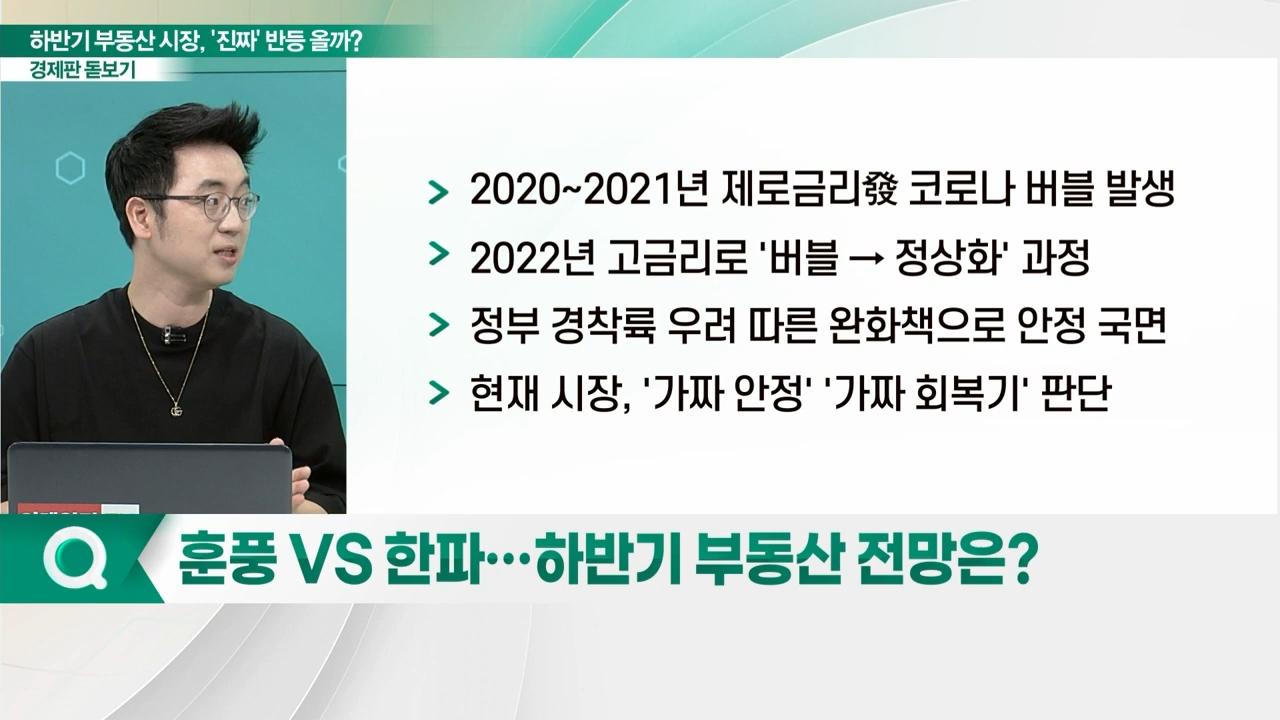 하반기 부동산 시장, '진짜' 반등 올까?
경제판 돋보기
> 2020~2021년 제로금리發 코로나 버블 발생
> 2022년 고금리로 '버블 → 정상화' 과정
> 정부 경착륙 우려 따른 완화책으로 안정 국면
> 현재 시장, '가짜 안정' '가짜 회복기' 판단
Q 훈풍 VS 한파…하반기 부동산 전망은?